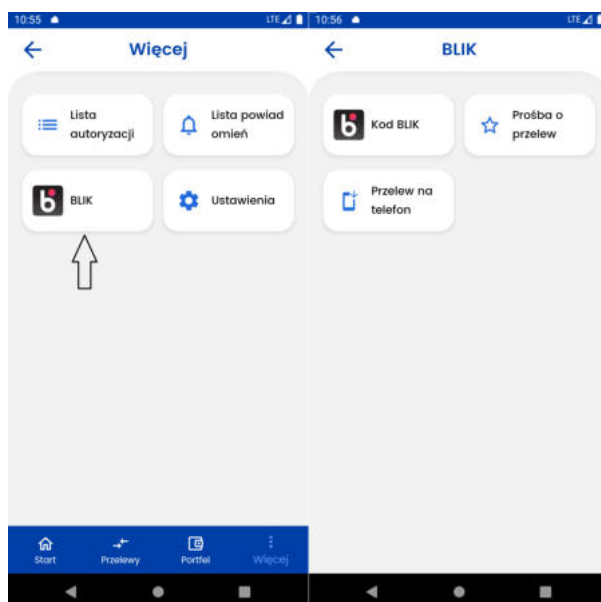 10:55
LTE
Więcej
Lista
autoryzacji
Lista powiad
omień
BLIK
Ustawienia
Start
Przelewy
Portfel
Więcej
10:56
LTE
BLIK
Kod BLIK
Prośba o
przelew
Przelew na
telefon